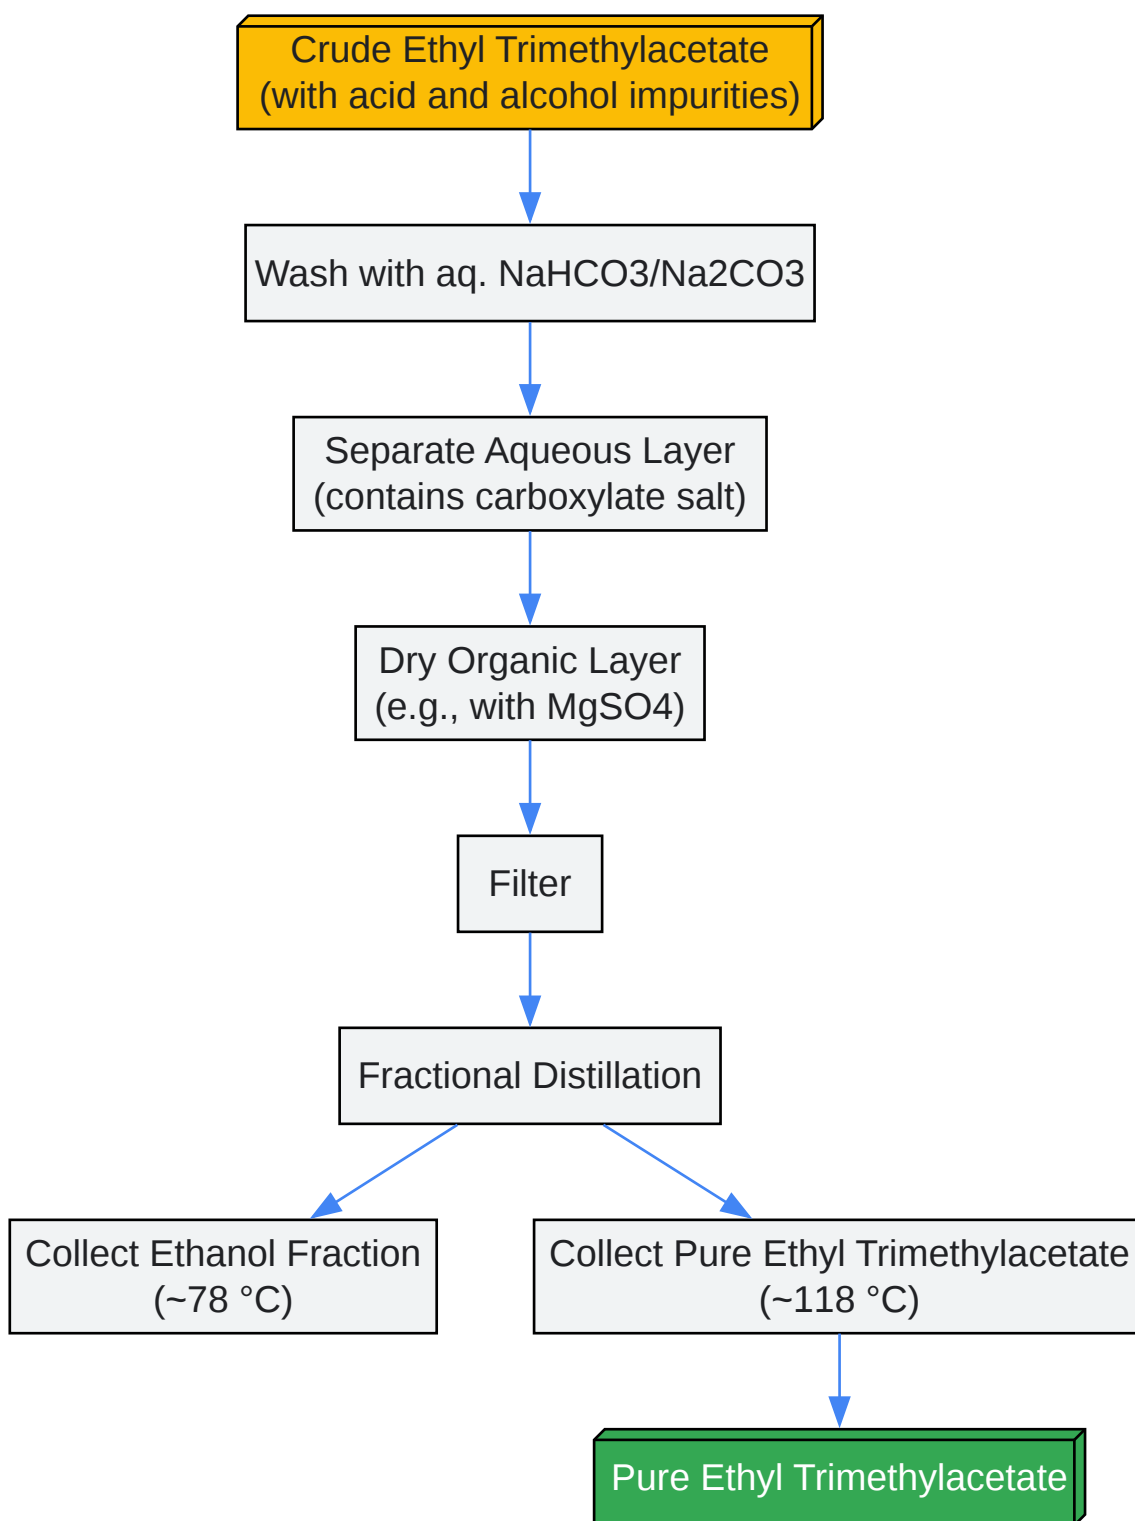 Crude Ethyl Trimethylacetate
(with acid and alcohol impurities)
Wash with aq. NaHCO3/Na2CO3
Separate Aqueous Layer
(contains carboxylate salt)
Dry Organic Layer
(e.g., with MgSO4)
Filter
Fractional Distillation
Collect Ethanol Fraction
(~78 °C)
Collect Pure Ethyl Trimethylacetate
(~118 °C)
Pure Ethyl Trimethylacetate